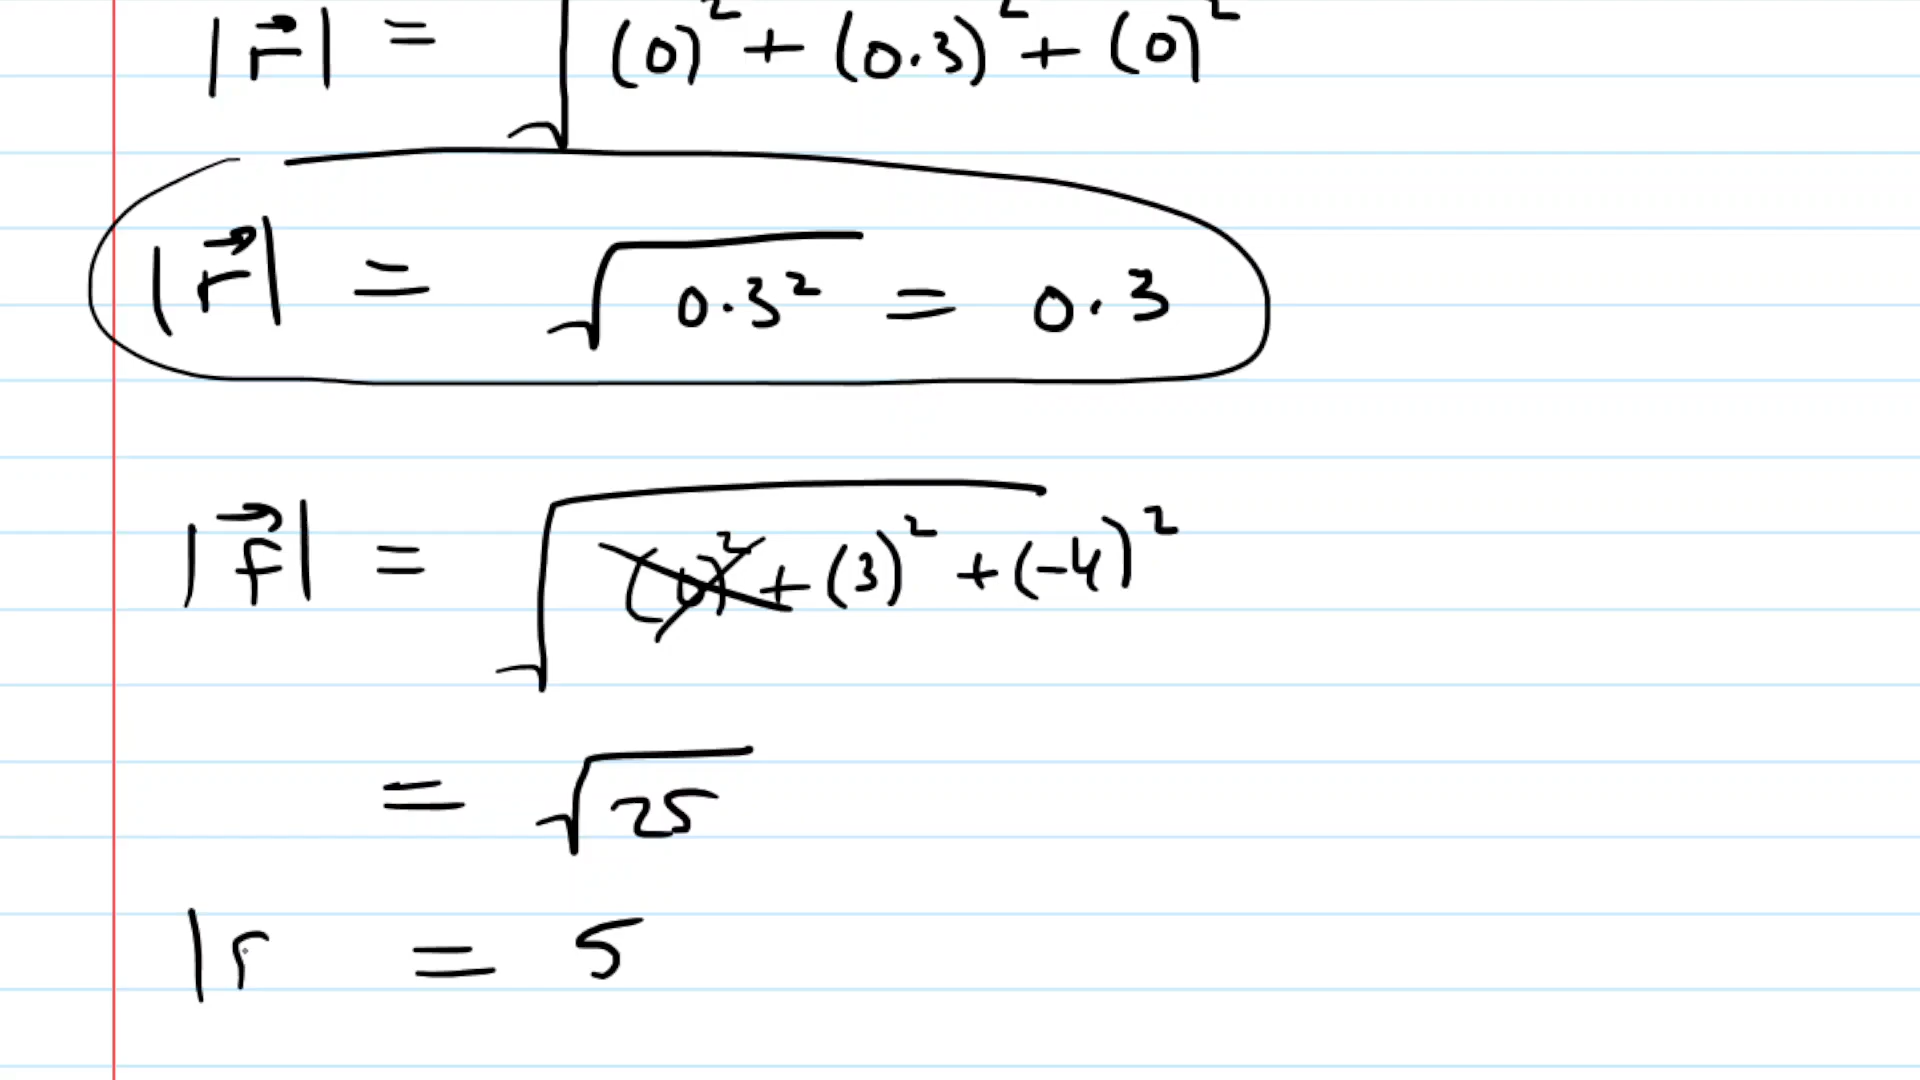 |r⃗| = √(0)² + (0.3)² + (0)²
|r⃗| = √0.3² = 0.3
|F⃗| = √(0)² + (3)² + (-4)²
= √25
|F = 5